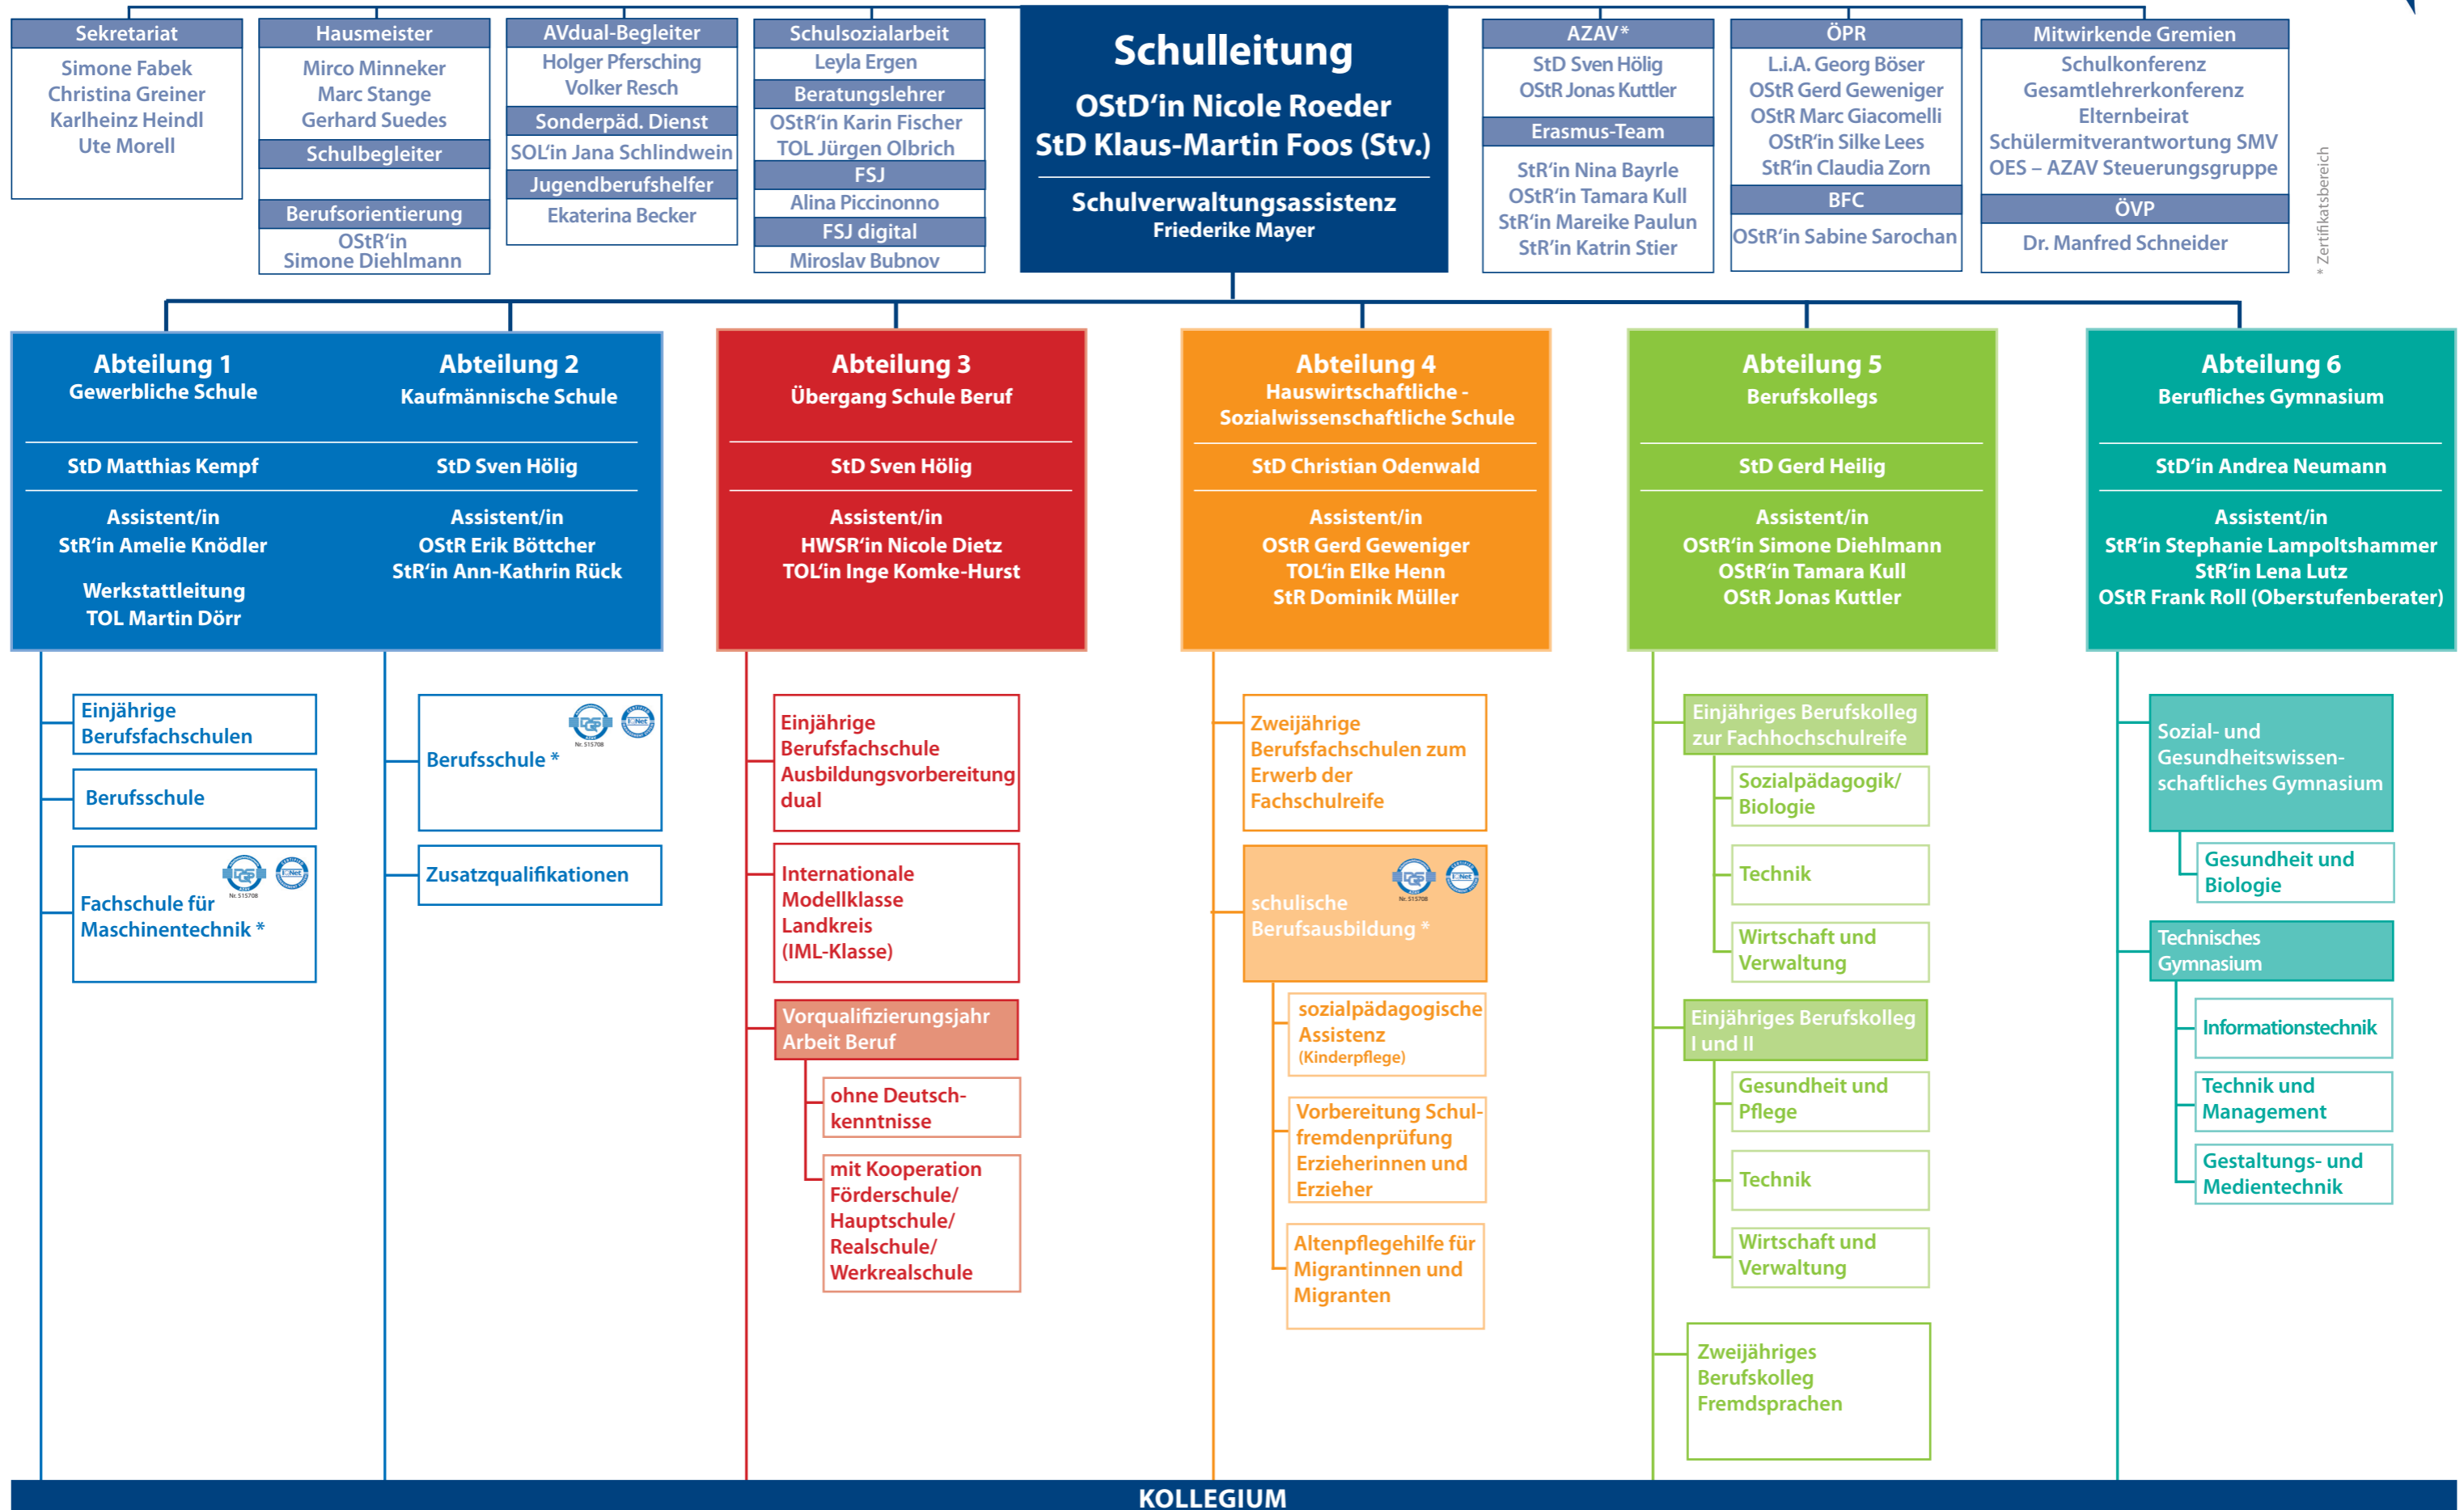 Sekretariat
Simone Fabek
Christina Greiner
Karlheinz Heindl
Ute Morell
Hausmeister
Mirco Minneker
Marc Stange
Gerhard Suedes
Schulbegleiter
Berufsorientierung
OStR‘in
Simone Diehlmann
AVdual-Begleiter
Holger Pfersching
Volker Resch
Sonderpäd. Dienst
SOL‘in Jana Schlindwein
Jugendberufshelfer
Ekaterina Becker
Schulsozialarbeit
Leyla Ergen
Beratungslehrer
OStR‘in Karin Fischer
TOL Jürgen Olbrich
FSJ
Alina Piccinonno
FSJ digital
Miroslav Bubnov
Schulleitung
OStD‘in Nicole Roeder
StD Klaus-Martin Foos (Stv.)
Schulverwaltungsassistenz
Friederike Mayer
AZAV*
StD Sven Hölig
OStR Jonas Kuttler
Erasmus-Team
StR‘in Nina Bayrle
OStR‘in Tamara Kull
StR‘in Mareike Paulun
StR‘in Katrin Stier
ÖPR
L.i.A. Georg Böser
OStR Gerd Geweniger
OStR Marc Giacomelli
OStR‘in Silke Lees
StR‘in Claudia Zorn
BFC
OStR‘in Sabine Sarochan
Mitwirkende Gremien
Schulkonferenz
Gesamtlehrerkonferenz
Elternbeirat
Schülermitverantwortung SMV
OES – AZAV Steuerungsgruppe
ÖVP
Dr. Manfred Schneider
* Zertifikatsbereich
Abteilung 1
Gewerbliche Schule
StD Matthias Kempf
Assistent/in
StR‘in Amelie Knödler
Werkstattleitung
TOL Martin Dörr
Abteilung 2
Kaufmännische Schule
StD Sven Hölig
Assistent/in
OStR Erik Böttcher
StR‘in Ann-Kathrin Rück
Abteilung 3
Übergang Schule Beruf
StD Sven Hölig
Assistent/in
HWSR‘in Nicole Dietz
TOL‘in Inge Komke-Hurst
Abteilung 4
Hauswirtschaftliche -
Sozialwissenschaftliche Schule
StD Christian Odenwald
Assistent/in
OStR Gerd Geweniger
TOL‘in Elke Henn
StR Dominik Müller
Abteilung 5
Berufskollegs
StD Gerd Heilig
Assistent/in
OStR‘in Simone Diehlmann
OStR‘in Tamara Kull
OStR Jonas Kuttler
Abteilung 6
Berufliches Gymnasium
StD‘in Andrea Neumann
Assistent/in
StR‘in Stephanie Lampoltshammer
StR‘in Lena Lutz
OStR Frank Roll (Oberstufenberater)
Einjährige
Berufsfachschulen
Berufsschule
DQS
IQNet
Nr. 515708
Fachschule für
Maschinentechnik *
DQS
IQNet
Nr. 515708
Berufsschule *
Zusatzqualifikationen
Einjährige
Berufsfachschule
Ausbildungsvorbereitung
dual
Internationale
Modellklasse
Landkreis
(IML-Klasse)
Vorqualifizierungsjahr
Arbeit Beruf
ohne Deutsch-
kenntnisse
mit Kooperation
Förderschule/
Hauptschule/
Realschule/
Werkrealschule
Zweijährige
Berufsfachschulen zum
Erwerb der
Fachschulreife
DQS
IQNet
Nr. 515708
schulische
Berufsausbildung *
sozialpädagogische
Assistenz
(Kinderpflege)
Vorbereitung Schul-
fremdenprüfung
Erzieherinnen und
Erzieher
Altenpflegehilfe für
Migrantinnen und
Migranten
Einjähriges Berufskolleg
zur Fachhochschulreife
Sozialpädagogik/
Biologie
Technik
Wirtschaft und
Verwaltung
Einjähriges Berufskolleg
I und II
Gesundheit und
Pflege
Technik
Wirtschaft und
Verwaltung
Zweijähriges
Berufskolleg
Fremdsprachen
Sozial- und
Gesundheitswissen-
schaftliches Gymnasium
Gesundheit und
Biologie
Technisches
Gymnasium
Informationstechnik
Technik und
Management
Gestaltungs- und
Medientechnik
KOLLEGIUM